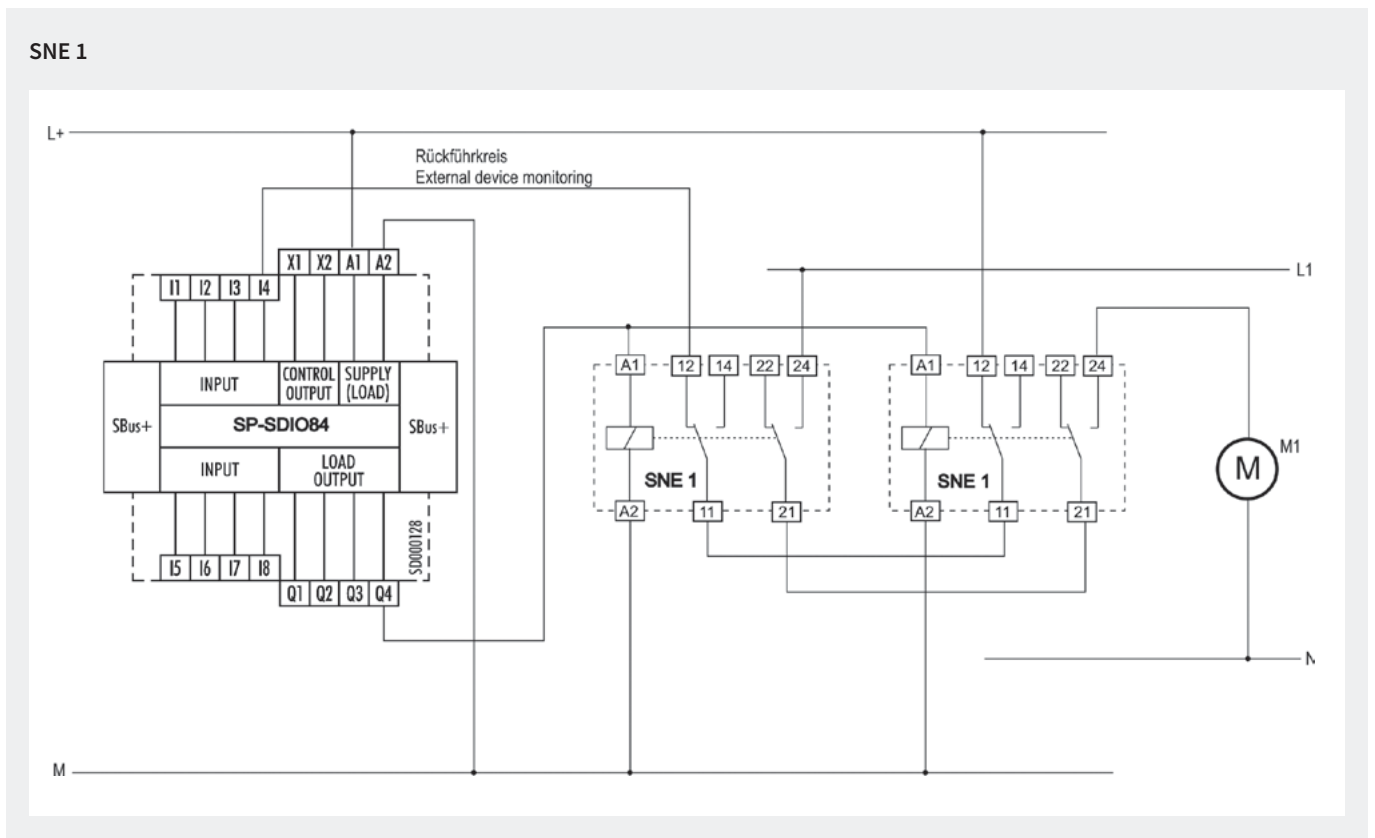 SNE 1
L+
Rückführkreis
External device monitoring
X1 X2 A1 A2
I1 I2 I3 I4
L1
A1 12 14 22 24
A1 12 14 22 24
INPUT
CONTROL OUTPUT
SUPPLY (LOAD)
SBus+
SP-SDIO84
SBus+
INPUT
LOAD OUTPUT
SNE 1
SNE 1
M
M1
A2 11 21
A2 11 21
SD000128
I5 I6 I7 I8
Q1 Q2 Q3 Q4
N
M